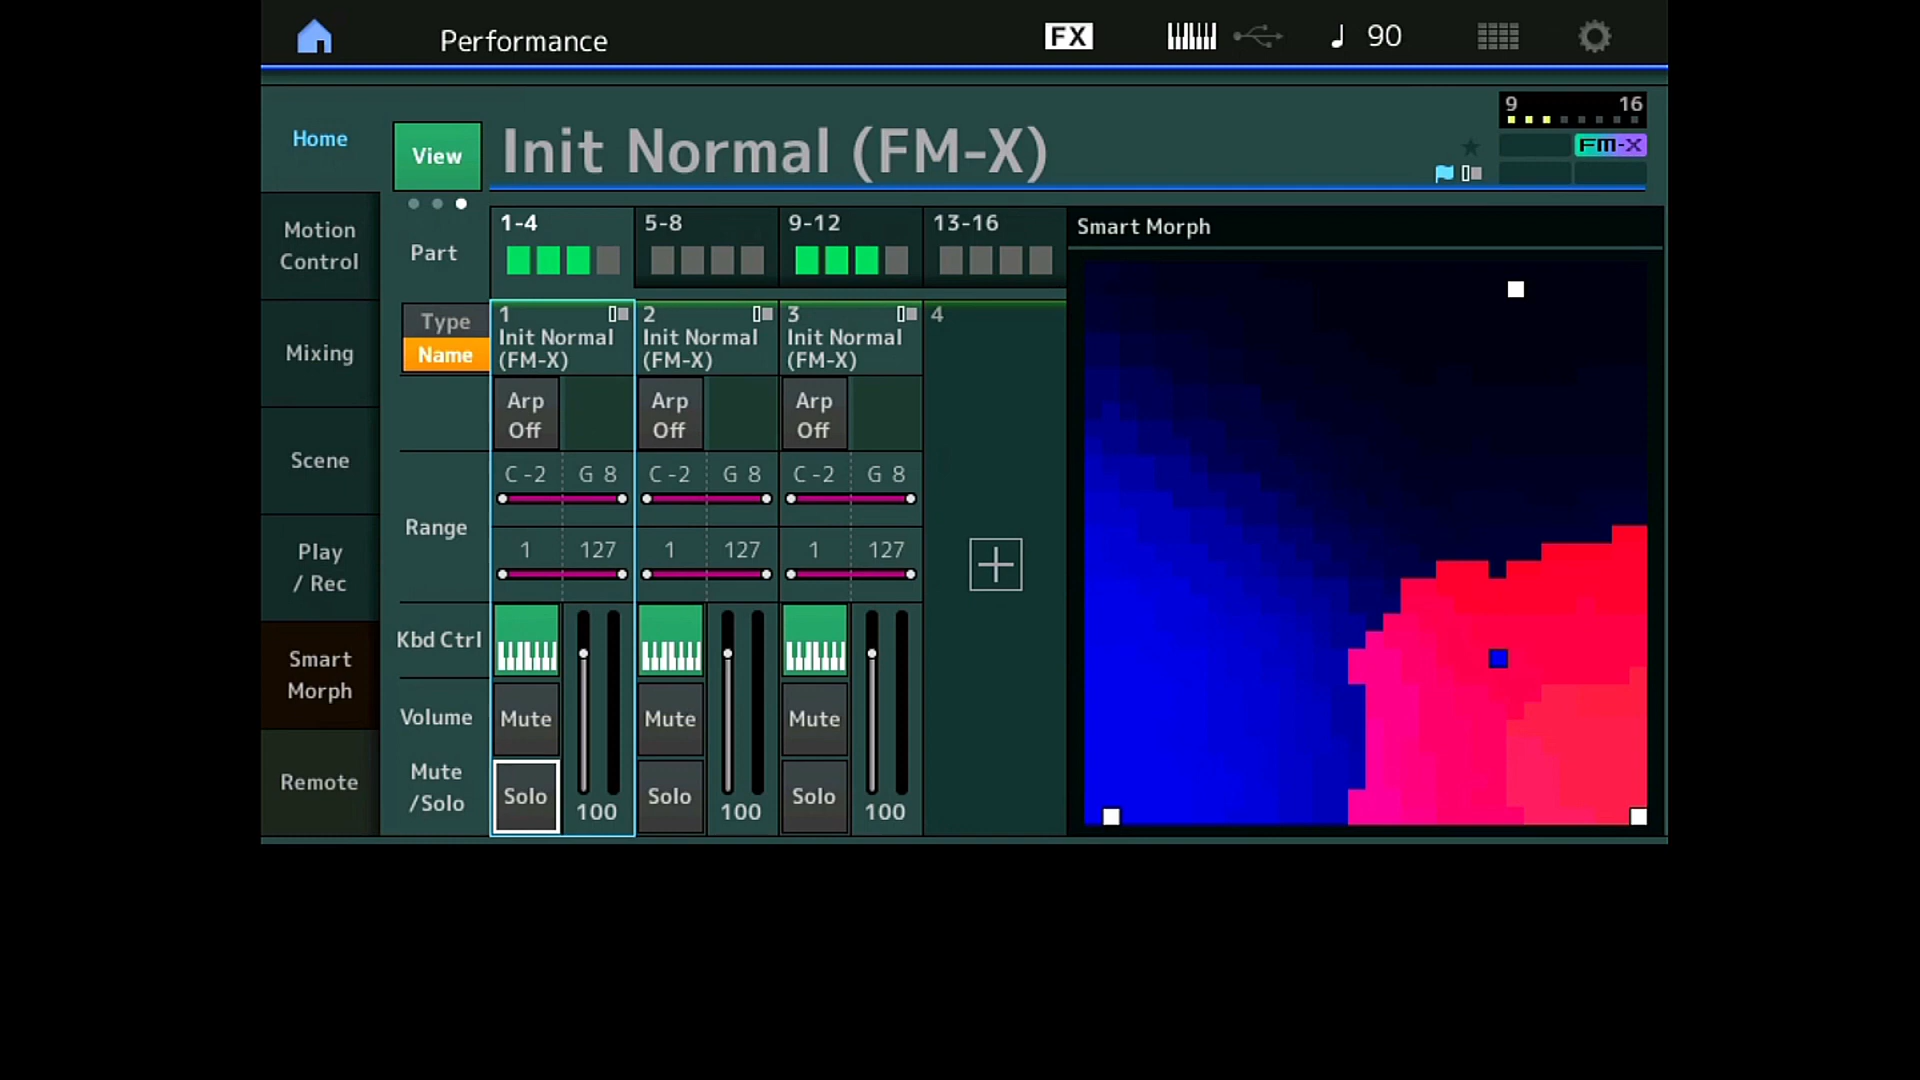 Performance
FX
90
Home
View
Init Normal (FM-X)
9 16
FM-X
Motion
Control
Part
1-4
5-8
9-12
13-16
Smart Morph
Type
Name
1
Init Normal
(FM-X)
2
Init Normal
(FM-X)
3
Init Normal
(FM-X)
4
Mixing
Arp
Off
Arp
Off
Arp
Off
Scene
C -2 G 8
C -2 G 8
C -2 G 8
Range
Play
/ Rec
1 127
1 127
1 127
Kbd Ctrl
Smart
Morph
Volume
Mute
Mute
Mute
Mute
/Solo
Remote
Solo
100
Solo
100
Solo
100